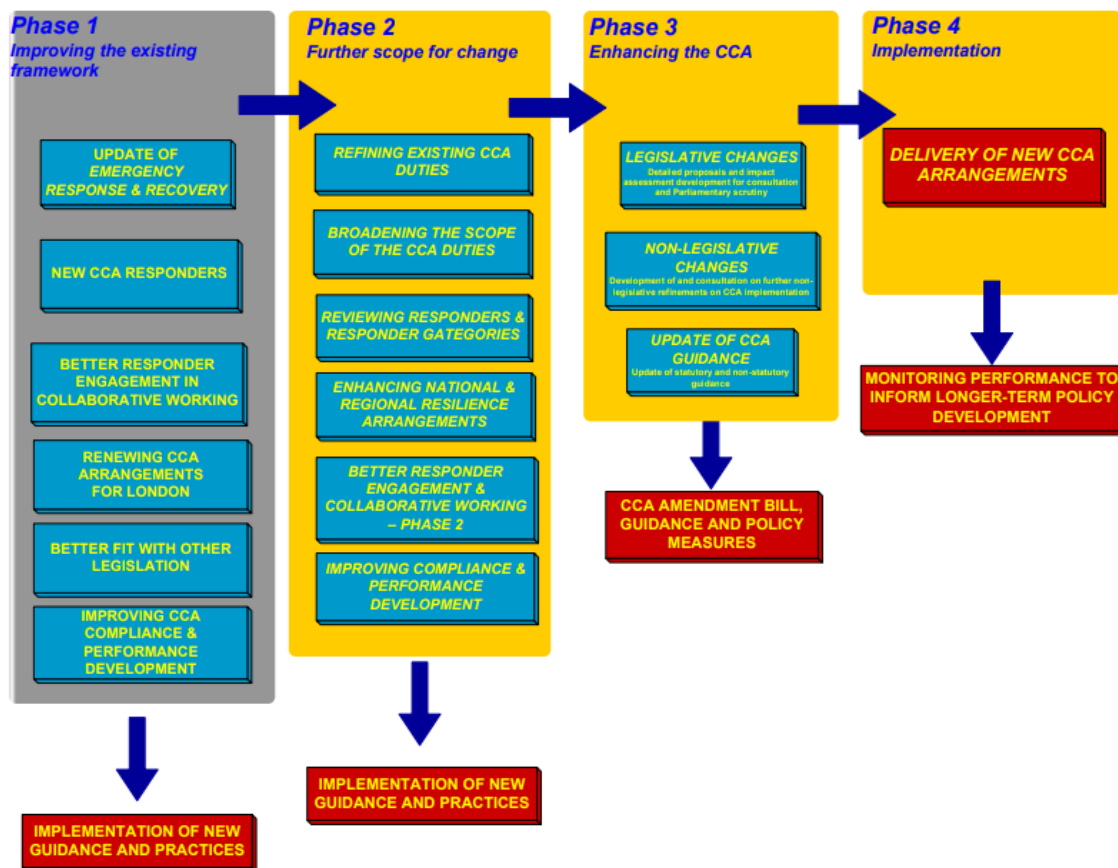 Phase 1
Improving the existing
framework
UPDATE OF
EMERGENCY
RESPONSE & RECOVERY
NEW CCA RESPONDERS
BETTER RESPONDER
ENGAGEMENT IN
COLLABORATIVE WORKING
RENEWING CCA
ARRANGEMENTS
FOR LONDON
BETTER FIT WITH OTHER
LEGISLATION
IMPROVING CCA
COMPLIANCE &
PERFORMANCE
DEVELOPMENT
IMPLEMENTATION OF NEW
GUIDANCE AND PRACTICES
Phase 2
Further scope for change
REFINING EXISTING CCA
DUTIES
BROADENING THE SCOPE
OF THE CCA DUTIES
REVIEWING RESPONDERS &
RESPONDER GATEGORIES
ENHANCING NATIONAL &
REGIONAL RESILIENCE
ARRANGEMENTS
BETTER RESPONDER
ENGAGEMENT &
COLLABORATIVE WORKING
– PHASE 2
IMPROVING COMPLIANCE &
PERFORMANCE
DEVELOPMENT
IMPLEMENTATION OF NEW
GUIDANCE AND PRACTICES
Phase 3
Enhancing the CCA
LEGISLATIVE CHANGES
Detailed proposals and impact
assessment development for consultation
and Parliamentary scrutiny
NON-LEGISLATIVE
CHANGES
Development of and consultation on further non-
legislative refinements on CCA implementation
UPDATE OF CCA
GUIDANCE
Update of statutory and non-statutory
guidance
CCA AMENDMENT BILL,
GUIDANCE AND POLICY
MEASURES
Phase 4
Implementation
DELIVERY OF NEW CCA
ARRANGEMENTS
MONITORING PERFORMANCE TO
INFORM LONGER-TERM POLICY
DEVELOPMENT